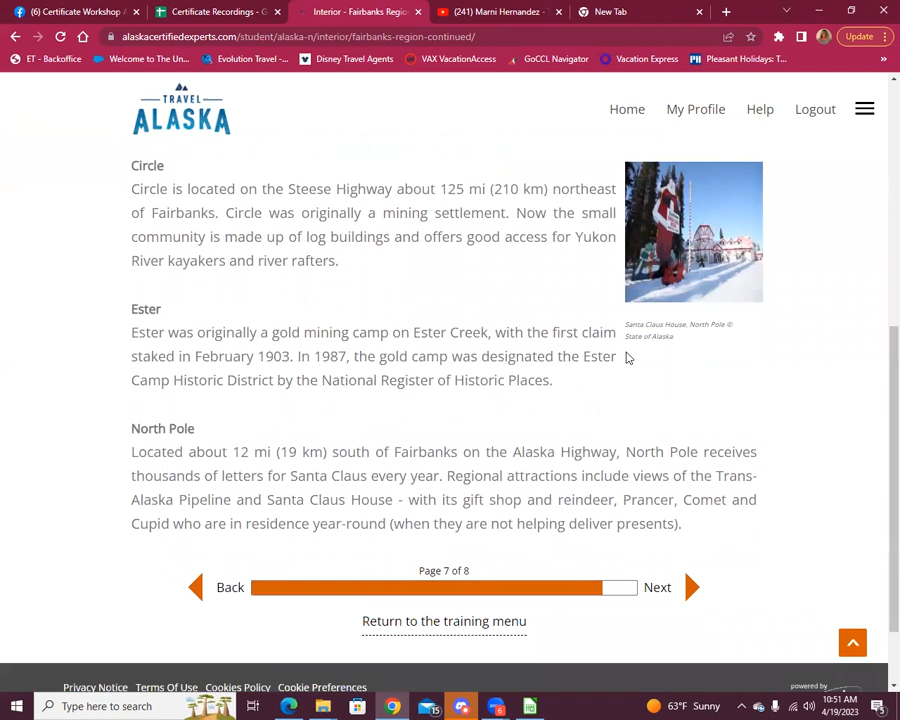 (6) Certificate Workshop A
Certificate Recordings - G
Interior - Fairbanks Regio
(241) Marni Hernandez -
New Tab
alaskacertifiedexperts.com/student/alaska-n/interior/fairbanks-region-continued/
Update
ET - Backoffice
Welcome to The Un...
Evolution Travel -...
Disney Travel Agents
VAX VacationAccess
GoCCL Navigator
Vacation Express
Pleasant Holidays: T...
TRAVEL
ALASKA
Home
My Profile
Help
Logout
Circle
Circle is located on the Steese Highway about 125 mi (210 km) northeast
of Fairbanks. Circle was originally a mining settlement. Now the small
community is made up of log buildings and offers good access for Yukon
River kayakers and river rafters.
Santa Claus House, North Pole ©
State of Alaska
Ester
Ester was originally a gold mining camp on Ester Creek, with the first claim
staked in February 1903. In 1987, the gold camp was designated the Ester
Camp Historic District by the National Register of Historic Places.
North Pole
Located about 12 mi (19 km) south of Fairbanks on the Alaska Highway, North Pole receives
thousands of letters for Santa Claus every year. Regional attractions include views of the Trans-
Alaska Pipeline and Santa Claus House - with its gift shop and reindeer, Prancer, Comet and
Cupid who are in residence year-round (when they are not helping deliver presents).
Page 7 of 8
Back
Next
Return to the training menu
Privacy Notice Terms Of Use Cookies Policy Cookie Preferences
powered by
Type here to search
15
6
63°F Sunny
10:51 AM
4/19/2023
5